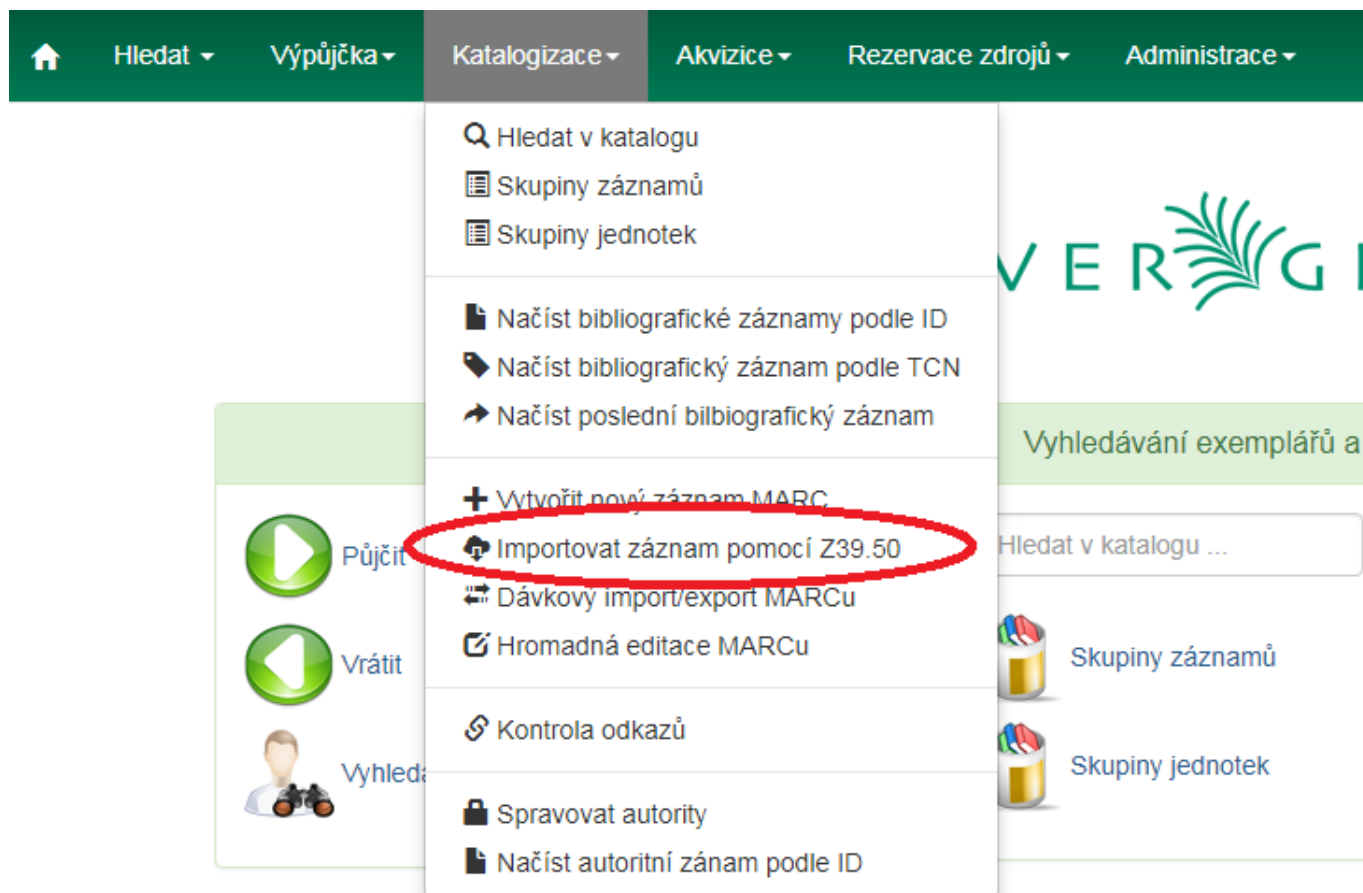 Hledat Výpůjčka Katalogizace Akvizice Rezervace zdrojů Administrace
Hledat v katalogu
Skupiny záznamů
Skupiny jednotek
Načíst bibliografické záznamy podle ID
Načíst bibliografický záznam podle TCN
Načíst poslední bilbiografický záznam
Vytvořit nový záznam MARC
Importovat záznam pomocí Z39.50
Dávkový import/export MARCu
Hromadná editace MARCu
Kontrola odkazů
Spravovat autority
Načíst autoritní zánam podle ID
VERG
Půjčit
Vrátit
Vyhledá
Vyhledávání exemplářů a
Hledat v katalogu ...
Skupiny záznamů
Skupiny jednotek